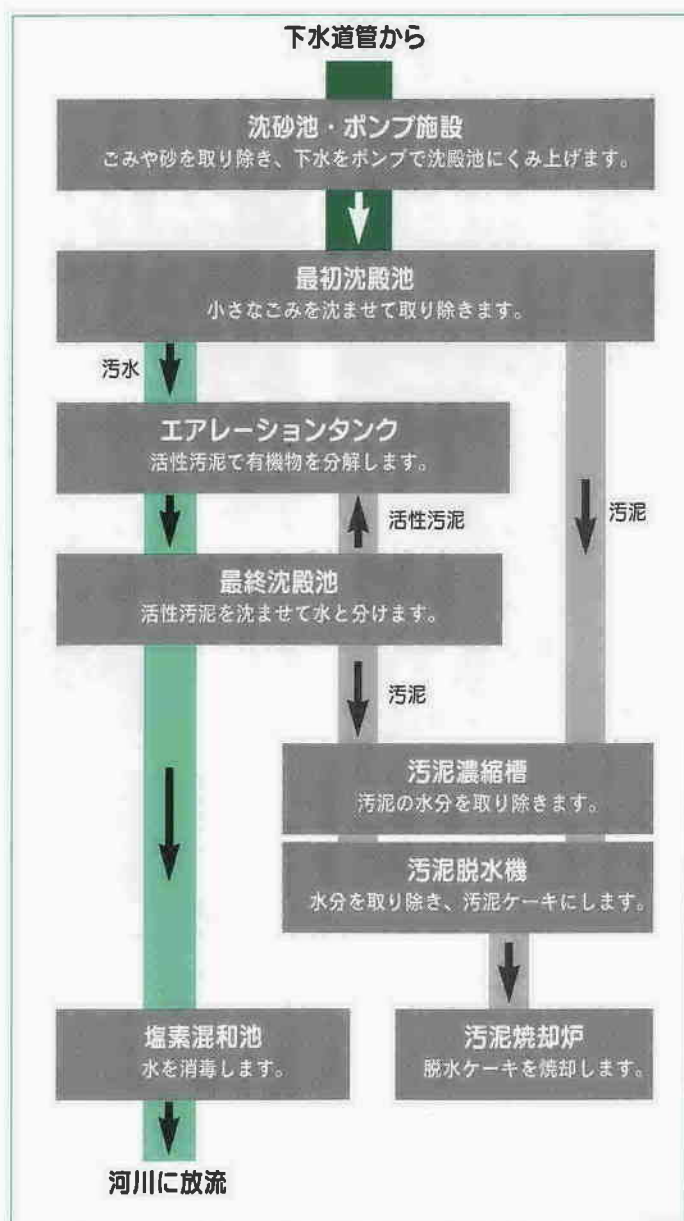 下水道管から
沈砂池・ポンプ施設
ごみや砂を取り除き、下水をポンプで沈殿池にくみ上げます。
最初沈殿池
小さなごみを沈ませて取り除きます。
汚水
エアレーションタンク
活性汚泥で有機物を分解します。
活性汚泥
汚泥
最終沈殿池
活性汚泥を沈ませて水と分けます。
汚泥
汚泥濃縮槽
汚泥の水分を取り除きます。
汚泥脱水機
水分を取り除き、汚泥ケーキにします。
塩素混和池
水を消毒します。
汚泥焼却炉
脱水ケーキを焼却します。
河川に放流